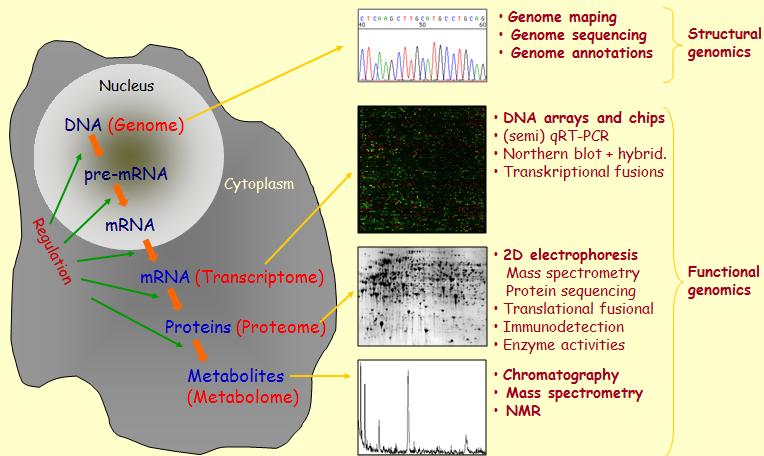 Nucleus
DNA (Genome)
pre-mRNA
mRNA
Cytoplasm
Regulation
mRNA (Transcriptome)
Proteins (Proteome)
Metabolites
(Metabolome)
C T C A A G C T T G C A T G C C T G C A G
40 50 60
• Genome maping
• Genome sequencing
• Genome annotations
Structural
genomics
• DNA arrays and chips
• (semi) qRT-PCR
• Northern blot + hybrid.
• Transkriptional fusions
• 2D electrophoresis
Mass spectrometry
Protein sequencing
• Translational fusional
• Immunodetection
• Enzyme activities
• Chromatography
• Mass spectrometry
• NMR
Functional
genomics